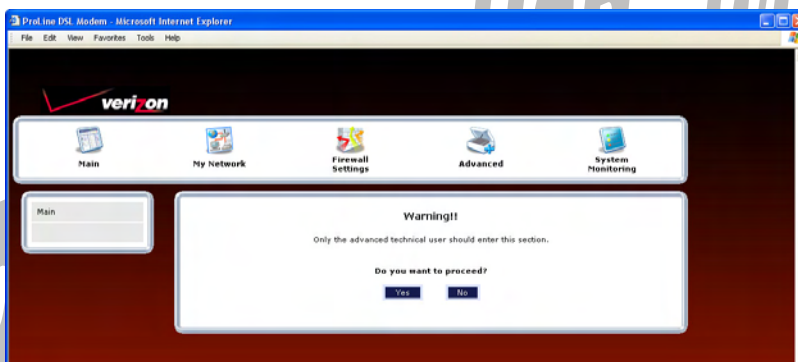 ProLine DSL Modem - Microsoft Internet Explorer
File Edit View Favorites Tools Help
verizon
Main
My Network
Firewall
Settings
Advanced
System
Monitoring
Main
Warning!!
Only the advanced technical user should enter this section.
Do you want to proceed?
Yes No